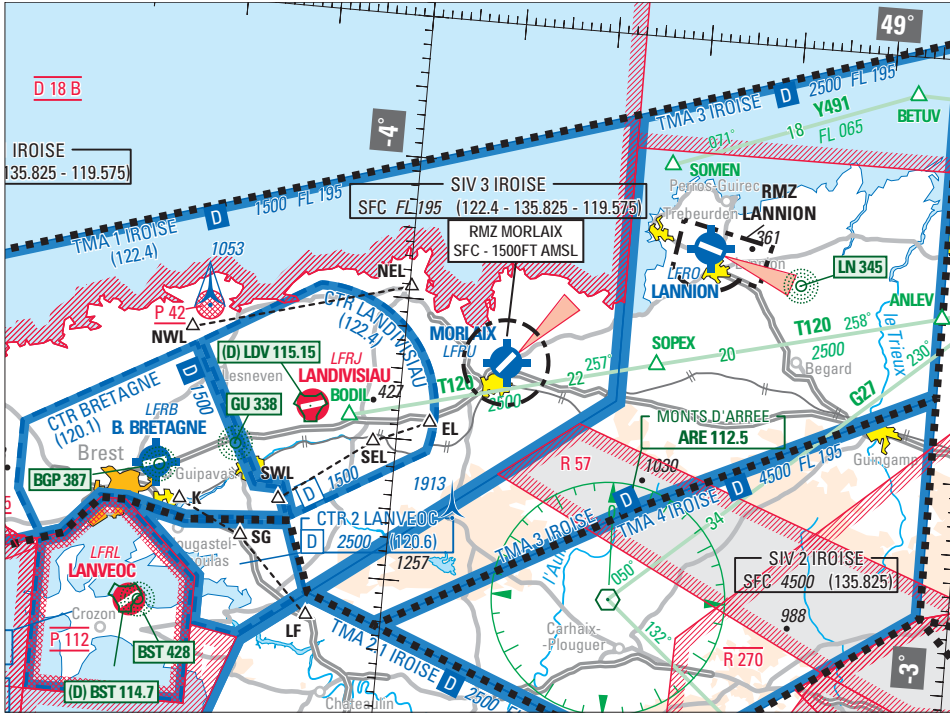 49°
D 18 B
TMA 3 IROISE D 2500 FL 195
Y491
18
FL 065
071°
BETUV
-4°
IROISE
135.825 - 119.575)
SOMEN
Perros-Guirec
RMZ
LANNION
Trebeurden
361
SIV 3 IROISE
SFC FL 195 (122.4 - 135.825 - 119.575)
TMA 1 IROISE D 1500 FL 195
(122.4)
RMZ MORLAIX
SFC - 1500FT AMSL
1053
LFRO
LANNION
LN 345
NEL
P 42
NWL
CTR LANDIVISIAU
(122.4)
ANLEV
MORLAIX
LFRU
T120
258°
2500
le Trieux
230°
SOPEX
20
Begard
(D) LDV 115.15
LFRJ
LANDIVISIAU
Lesneven
BODIL
427
T120
2500
22
257°
G27
D 1500
GU 338
CTR BRETAGNE
(120.1)
LFRB
B. BRETAGNE
EL
MONTS D'ARREE
ARE 112.5
SEL
Brest
Guipavas
BGP 387
SWL
D 1500
R 57
1030
Guingamp
K
1913
D
TMA 3 IROISE
TMA 4 IROISE D 4500 FL 195
34
5
CTR 2 LANVEOC
D 2500 (120.6)
SG
1257
LFRL
LANVEOC
SIV 2 IROISE
SFC 4500 (135.825)
050°
132°
Crozon
LF
988
P 112
BST 428
TMA 2.1 IROISE D 2500
Carhaix-
Plouguer
R 270
-3°
(D) BST 114.7
Chateaulin